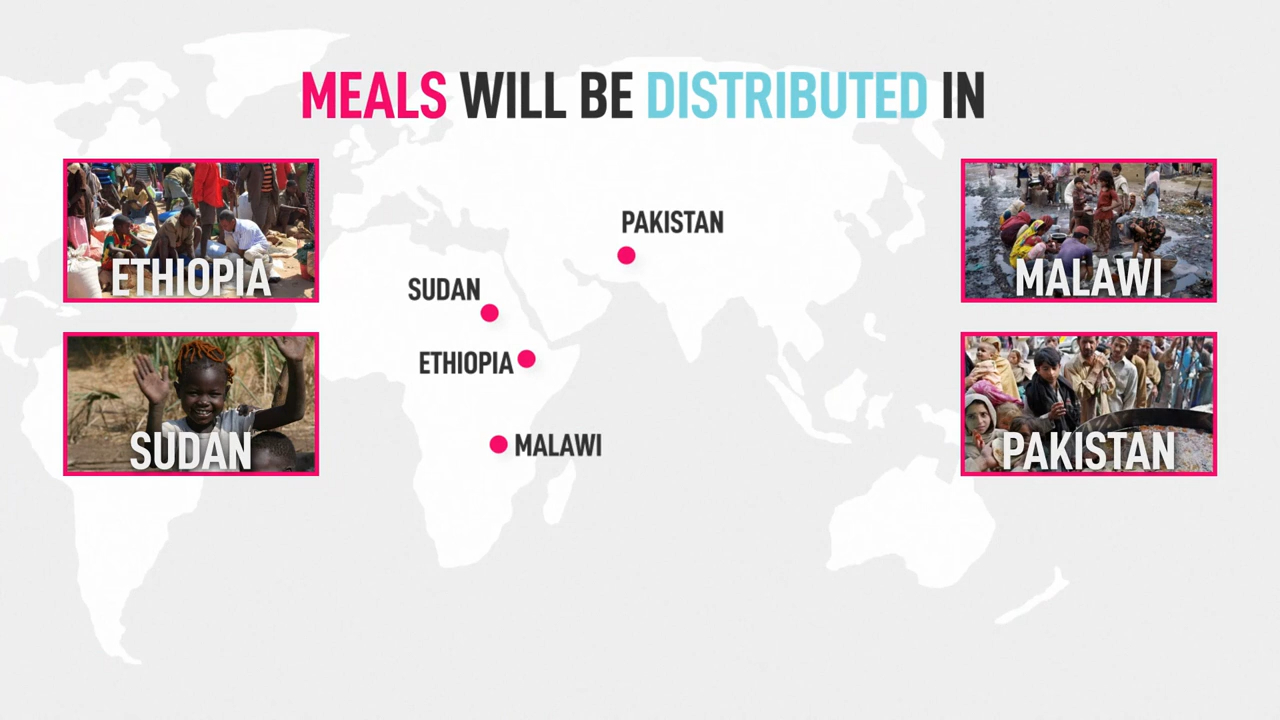 MEALS WILL BE DISTRIBUTED IN
ETHIOPIA
SUDAN
PAKISTAN
SUDAN
ETHIOPIA
MALAWI
MALAWI
PAKISTAN